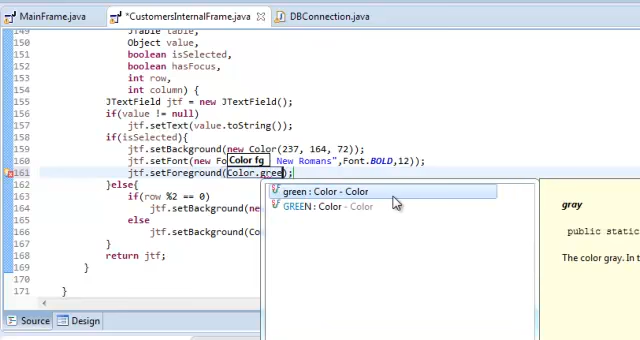 MainFrame.java *CustomersInternalFrame.java DBConnection.java
149 JTable table,
150 Object value,
151 boolean isSelected,
152 boolean hasFocus,
153 int row,
154 int column) {
155 JTextField jtf = new JTextField();
156 if(value != null)
157 jtf.setText(value.toString());
158 if(isSelected){
159 jtf.setBackground(new Color(237, 164, 72));
160 jtf.setFont(new Fo New Romans",Font.BOLD,12));
Color fg
161 jtf.setForeground(Color.gree);
162 }else{
163 if(row %2 == 0)
164 jtf.setBackground(ne
165 else
166 jtf.setBackground(Co
167 }
168 return jtf;
169 }
170
171 }
green : Color - Color
GREEN : Color - Color
gray
public static
The color gray. In t
Source Design